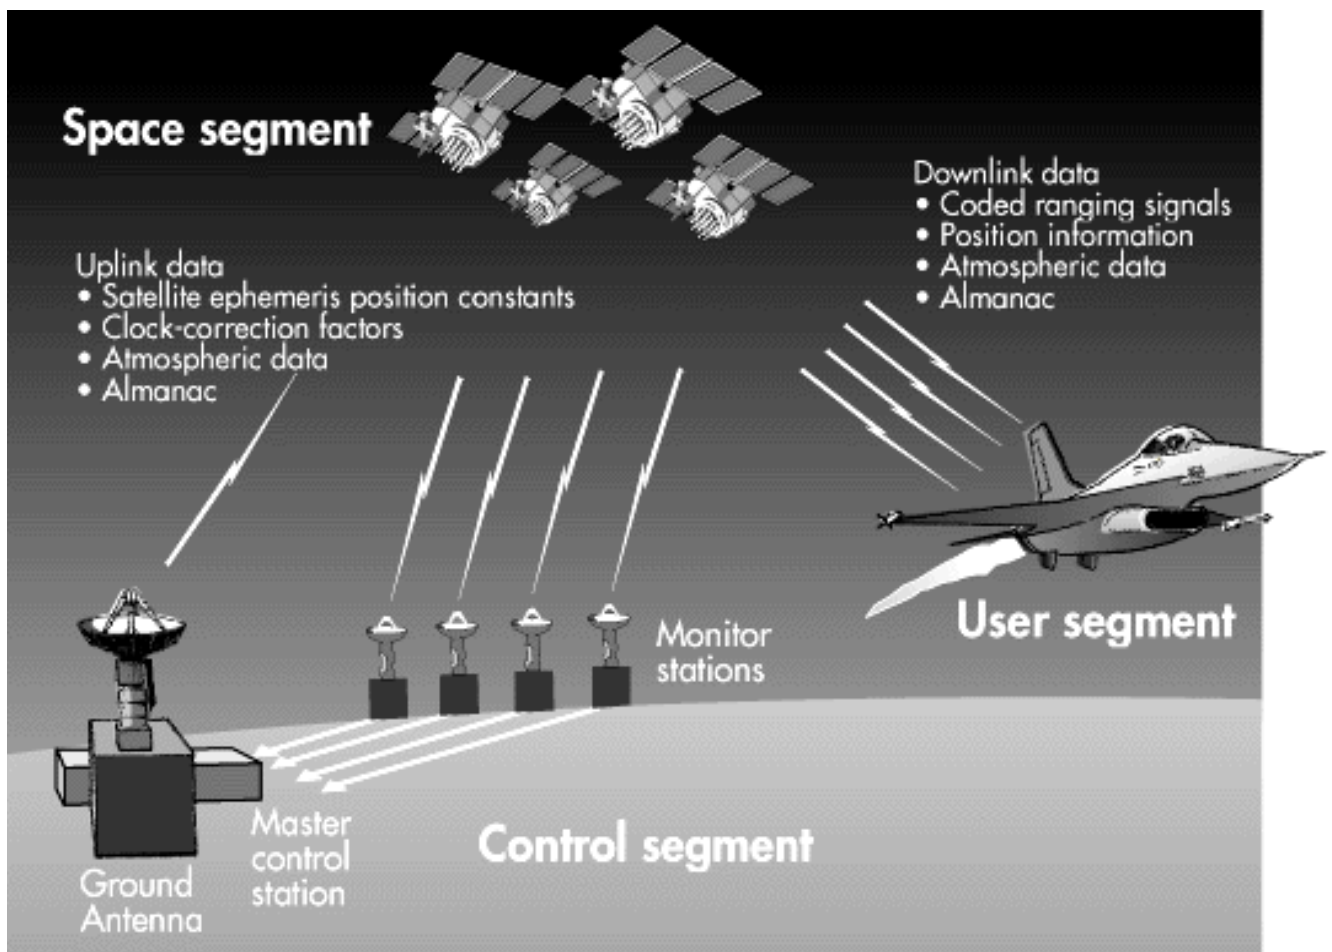 Space segment
Downlink data
• Coded ranging signals
• Position information
• Atmospheric data
• Almanac
Uplink data
• Satellite ephemeris position constants
• Clock-correction factors
• Atmospheric data
• Almanac
User segment
Monitor
stations
Master
control
station
Control segment
Ground
Antenna